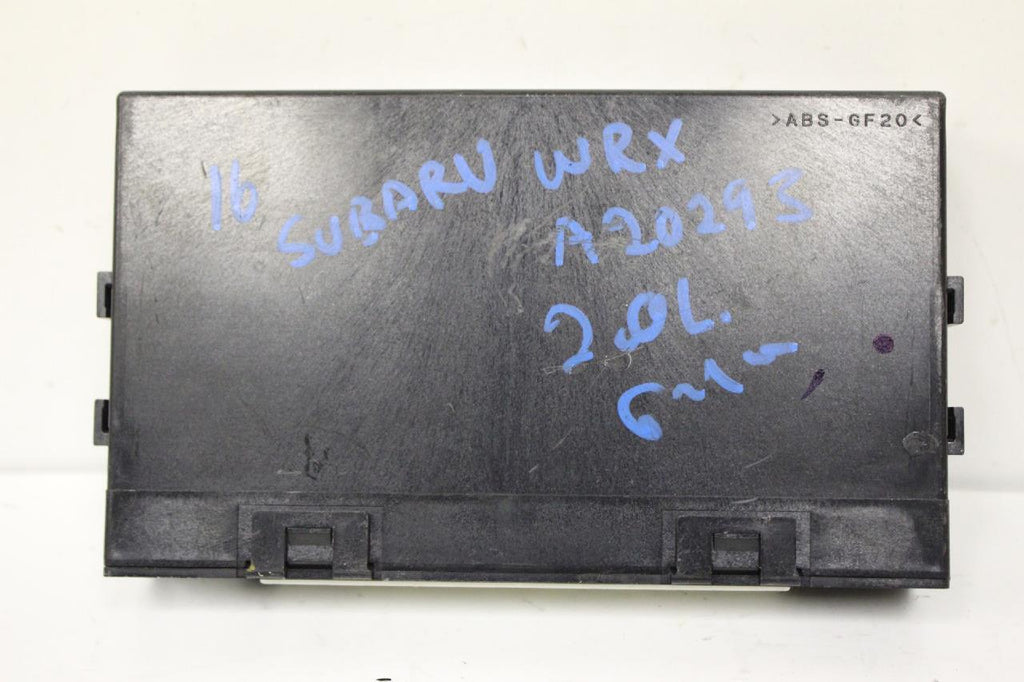 >ABS-GF20<
16 SUBARU WRX
A20293
2.0L.